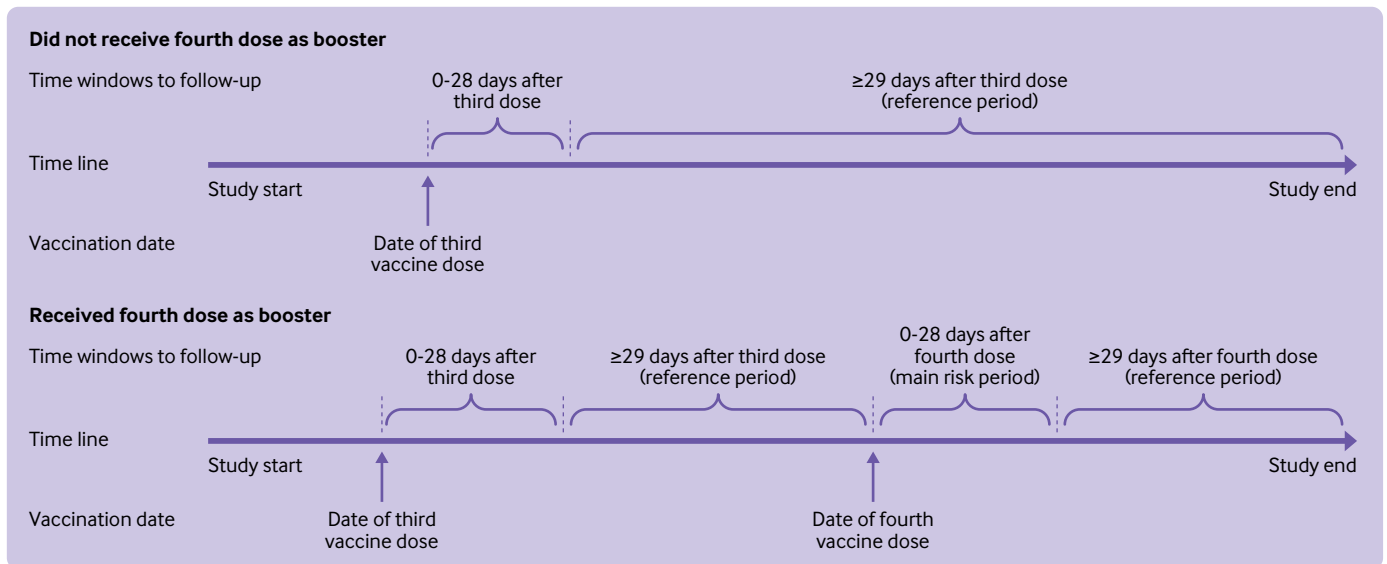 Did not receive fourth dose as booster
Time windows to follow-up
0-28 days after
third dose
≥29 days after third dose
(reference period)
Time line
Study start
Study end
Vaccination date
Date of third
vaccine dose
Received fourth dose as booster
Time windows to follow-up
0-28 days after
third dose
≥29 days after third dose
(reference period)
0-28 days after
fourth dose
(main risk period)
≥29 days after fourth dose
(reference period)
Time line
Study start
Study end
Vaccination date
Date of third
vaccine dose
Date of fourth
vaccine dose